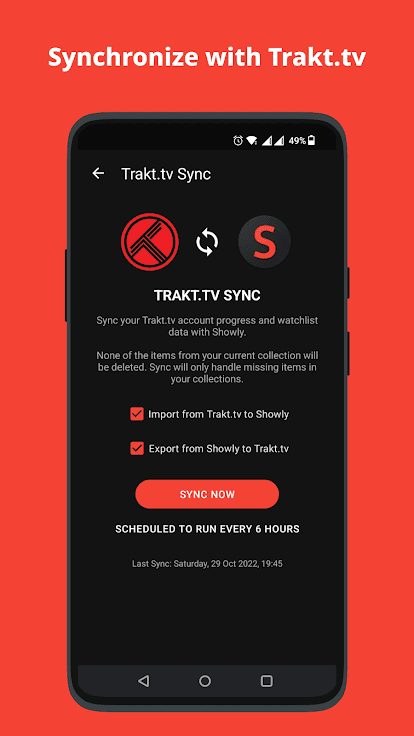 Synchronize with Trakt.tv
49%
Trakt.tv Sync
S
TRAKT.TV SYNC
Sync your Trakt.tv account progress and watchlist
data with Showly.
None of the items from your current collection will
be deleted. Sync will only handle missing items in
your collections.
Import from Trakt.tv to Showly
Export from Showly to Trakt.tv
SYNC NOW
SCHEDULED TO RUN EVERY 6 HOURS
Last Sync: Saturday, 29 Oct 2022, 19:45